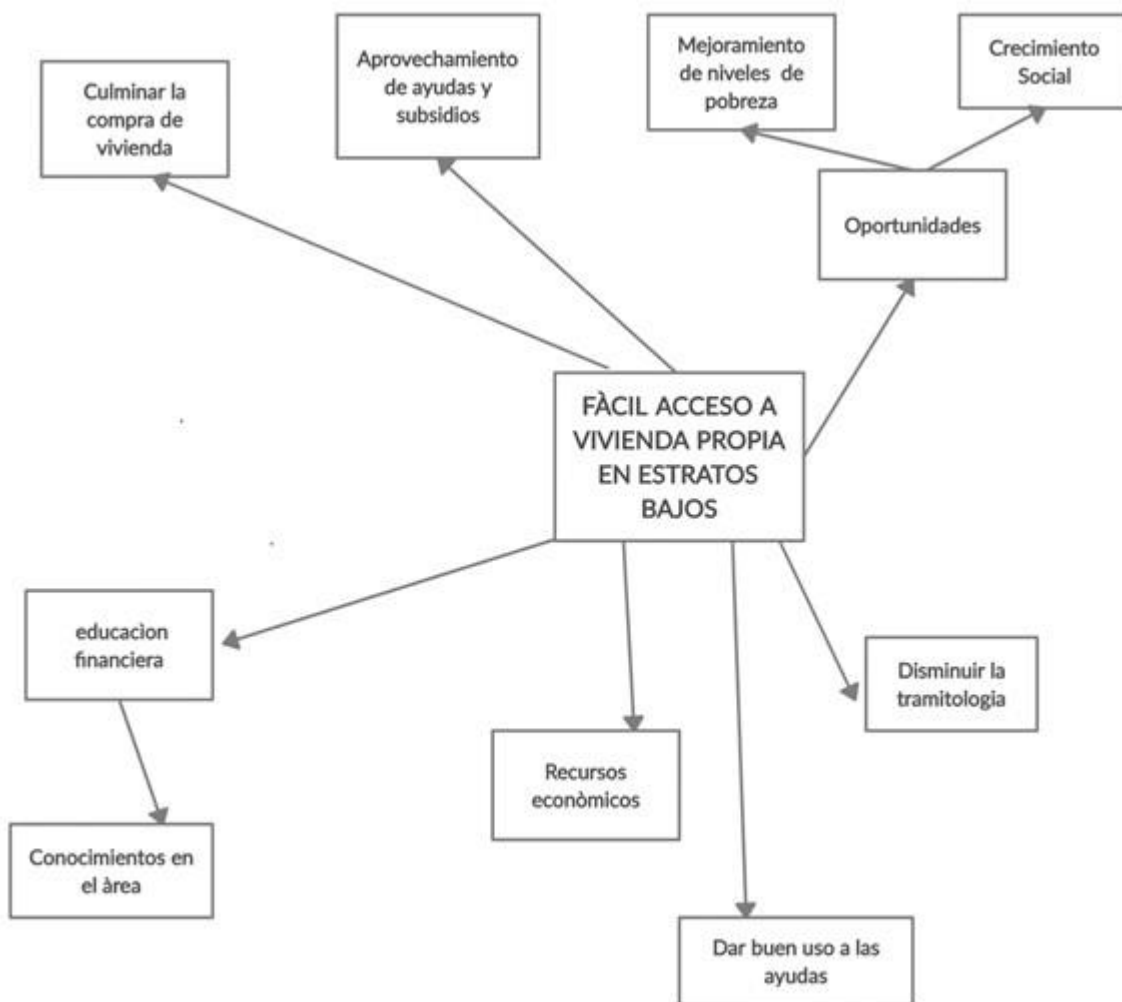 Culminar la
compra de
vivienda
Aprovechamiento
de ayudas y
subsidios
Mejoramiento
de niveles de
pobreza
Crecimiento
Social
Oportunidades
FÀCIL ACCESO A
VIVIENDA PROPIA
EN ESTRATOS
BAJOS
educaciòn
financiera
Disminuir la
tramitologia
Recursos
econòmicos
Conocimientos en
el àrea
Dar buen uso a las
ayudas